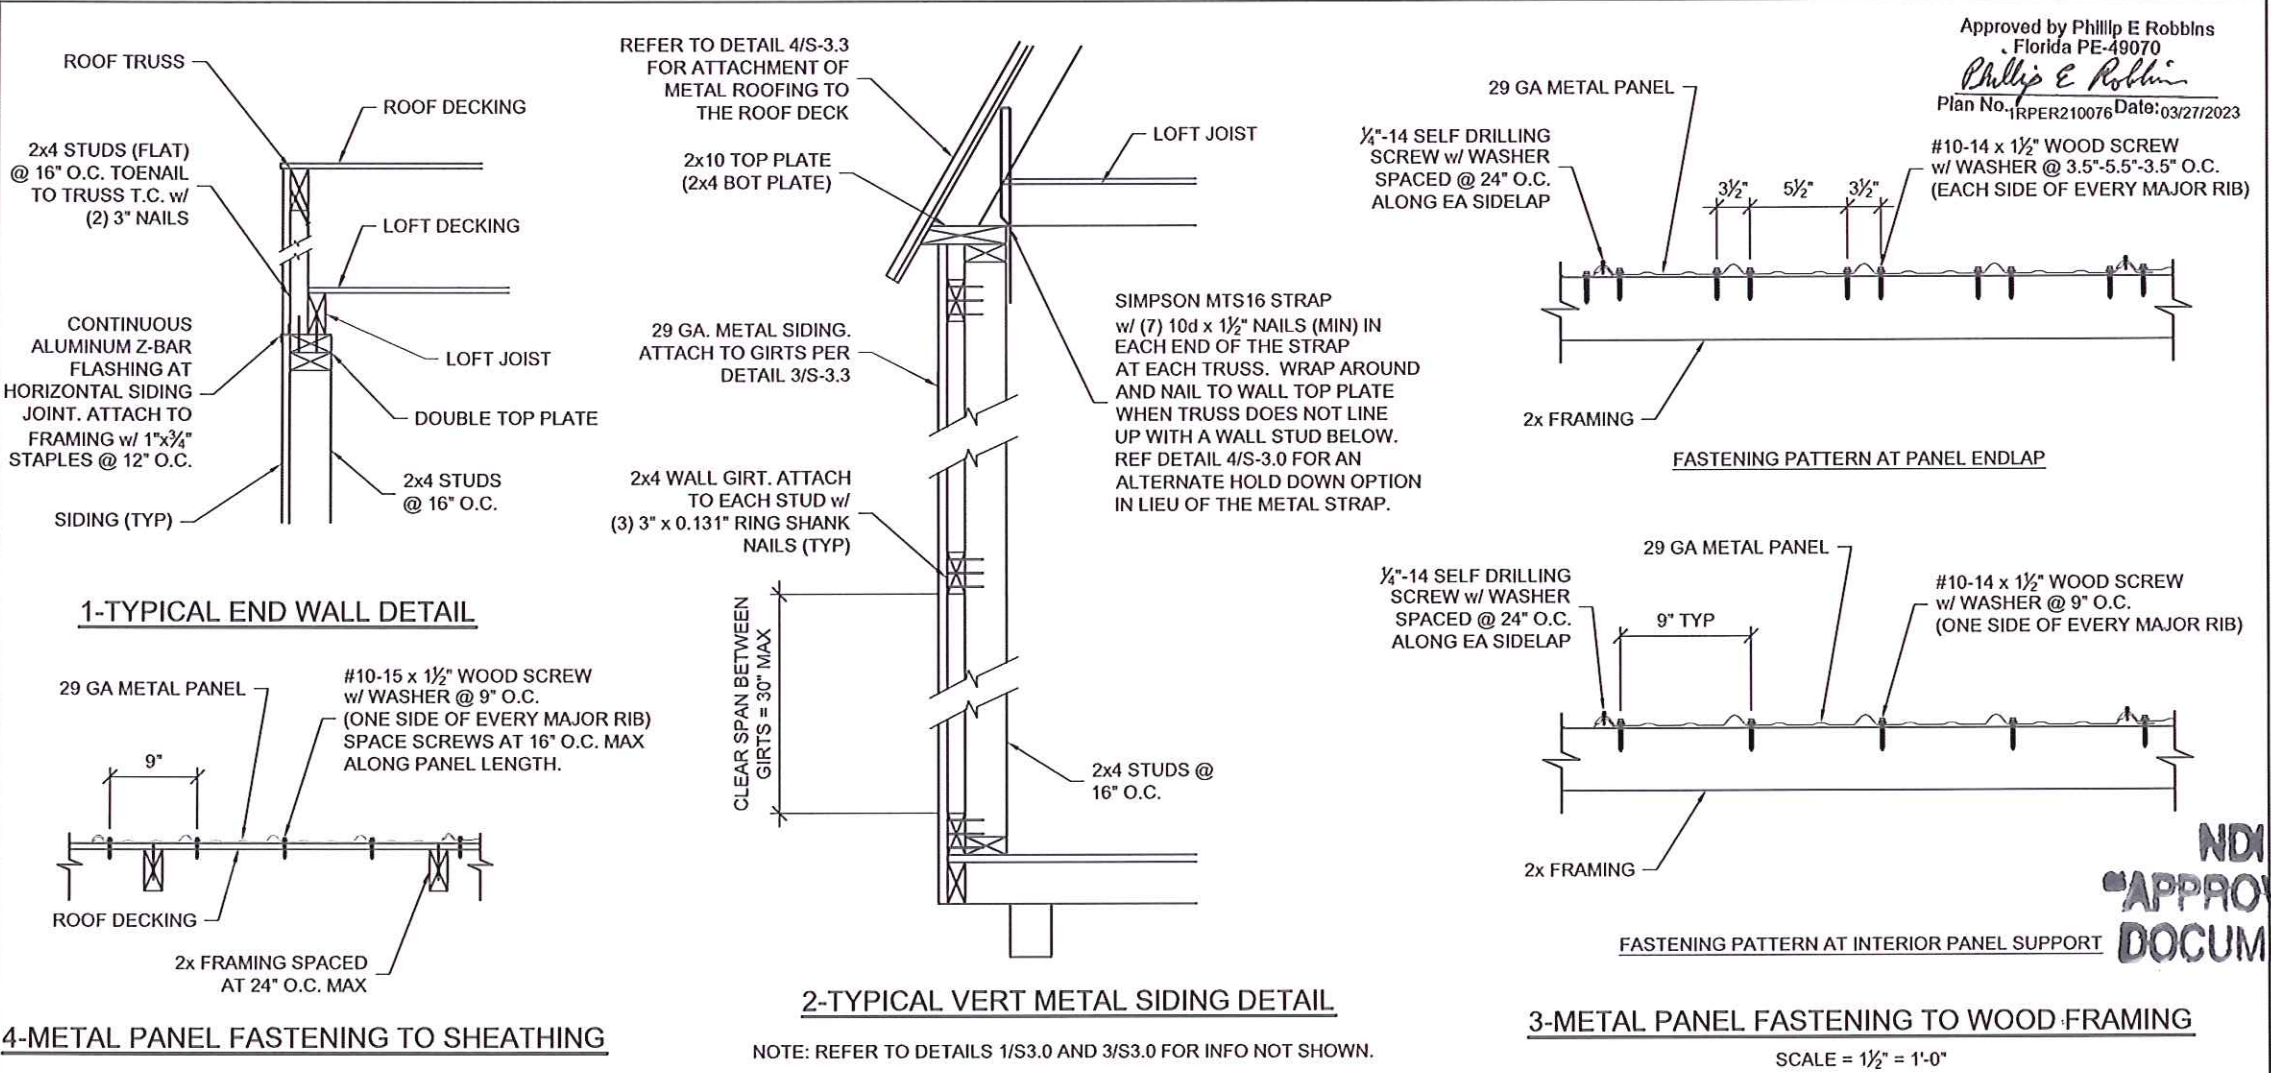 ROOF TRUSS
ROOF DECKING
2x4 STUDS (FLAT)
@ 16" O.C. TOENAIL
TO TRUSS T.C. w/
(2) 3" NAILS
LOFT DECKING
CONTINUOUS
ALUMINUM Z-BAR
FLASHING AT
HORIZONTAL SIDING
JOINT. ATTACH TO
FRAMING w/ 1"x¾"
STAPLES @ 12" O.C.
LOFT JOIST
DOUBLE TOP PLATE
2x4 STUDS
@ 16" O.C.
SIDING (TYP)
1-TYPICAL END WALL DETAIL
29 GA METAL PANEL
#10-15 x 1½" WOOD SCREW
w/ WASHER @ 9" O.C.
(ONE SIDE OF EVERY MAJOR RIB)
SPACE SCREWS AT 16" O.C. MAX
ALONG PANEL LENGTH.
9"
ROOF DECKING
2x FRAMING SPACED
AT 24" O.C. MAX
4-METAL PANEL FASTENING TO SHEATHING
REFER TO DETAIL 4/S-3.3
FOR ATTACHMENT OF
METAL ROOFING TO
THE ROOF DECK
2x10 TOP PLATE
(2x4 BOT PLATE)
LOFT JOIST
29 GA. METAL SIDING.
ATTACH TO GIRTS PER
DETAIL 3/S-3.3
SIMPSON MTS16 STRAP
w/ (7) 10d x 1½" NAILS (MIN) IN
EACH END OF THE STRAP
AT EACH TRUSS. WRAP AROUND
AND NAIL TO WALL TOP PLATE
WHEN TRUSS DOES NOT LINE
UP WITH A WALL STUD BELOW.
REF DETAIL 4/S-3.0 FOR AN
ALTERNATE HOLD DOWN OPTION
IN LIEU OF THE METAL STRAP.
2x4 WALL GIRT. ATTACH
TO EACH STUD w/
(3) 3" x 0.131" RING SHANK
NAILS (TYP)
CLEAR SPAN BETWEEN
GIRTS = 30" MAX
2x4 STUDS @
16" O.C.
2-TYPICAL VERT METAL SIDING DETAIL
NOTE: REFER TO DETAILS 1/S3.0 AND 3/S3.0 FOR INFO NOT SHOWN.
Approved by Phillip E Robbins
Florida PE-49070
Phillip E Robbins
Plan No. 1RPER210076 Date: 03/27/2023
29 GA METAL PANEL
¼"-14 SELF DRILLING
SCREW w/ WASHER
SPACED @ 24" O.C.
ALONG EA SIDELAP
3½" 5½" 3½"
#10-14 x 1½" WOOD SCREW
w/ WASHER @ 3.5"-5.5"-3.5" O.C.
(EACH SIDE OF EVERY MAJOR RIB)
2x FRAMING
FASTENING PATTERN AT PANEL ENDLAP
29 GA METAL PANEL
¼"-14 SELF DRILLING
SCREW w/ WASHER
SPACED @ 24" O.C.
ALONG EA SIDELAP
9" TYP
#10-14 x 1½" WOOD SCREW
w/ WASHER @ 9" O.C.
(ONE SIDE OF EVERY MAJOR RIB)
2x FRAMING
FASTENING PATTERN AT INTERIOR PANEL SUPPORT
3-METAL PANEL FASTENING TO WOOD FRAMING
SCALE = 1½" = 1'-0"